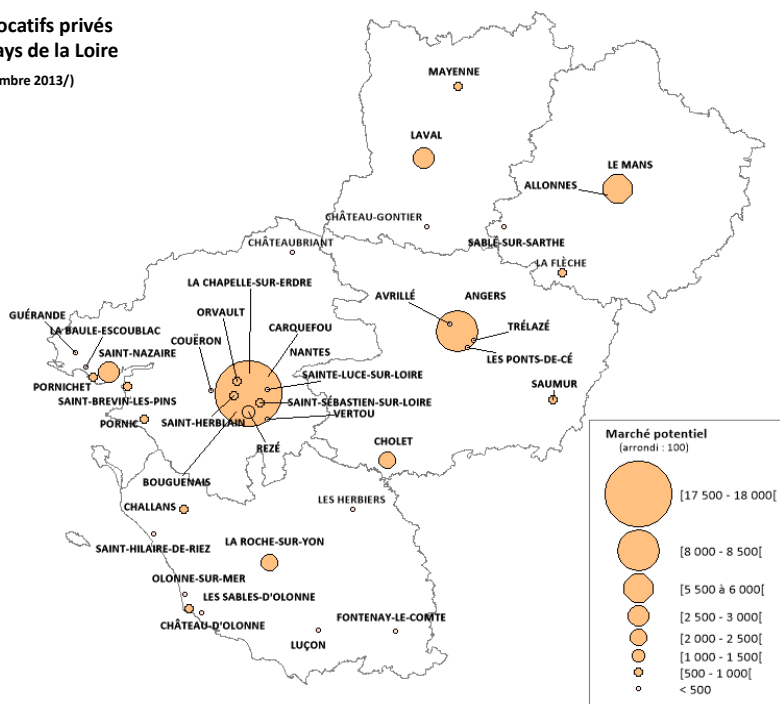 ocatifs privés
ays de la Loire
mbre 2013/)
MAYENNE
LAVAL
LE MANS
ALLONNES
CHÂTEAU-GONTIER
SABLÉ-SUR-SARTHE
CHÂTEAUBRIANT
LA FLÈCHE
LA CHAPELLE-SUR-ERDRE
AVRILLÉ
ANGERS
GUÉRANDE
ORVAULT
CARQUEFOU
TRÉLAZÉ
LA BAULE-ESCOUBLAC
COUËRON
SAINT-NAZAIRE
NANTES
LES PONTS-DE-CÉ
SAINTE-LUCE-SUR-LOIRE
PORNICHET
SAUMUR
SAINT-BREVIN-LES-PINS
SAINT-SÉBASTIEN-SUR-LOIRE
VERTOU
PORNIC
SAINT-HERBLAIN
REZÉ
CHOLET
BOUGUENAIS
CHALLANS
LES HERBIERS
SAINT-HILAIRE-DE-RIEZ
LA ROCHE-SUR-YON
OLONNE-SUR-MER
LES SABLES-D'OLONNE
CHÂTEAU-D'OLONNE
FONTENAY-LE-COMTE
LUÇON
Marché potentiel
(arrondi : 100)
[17 500 - 18 000[
[8 000 - 8 500[
[5 500 à 6 000[
[2 500 - 3 000[
[2 000 - 2 500[
[1 000 - 1 500[
[500 - 1 000[
< 500